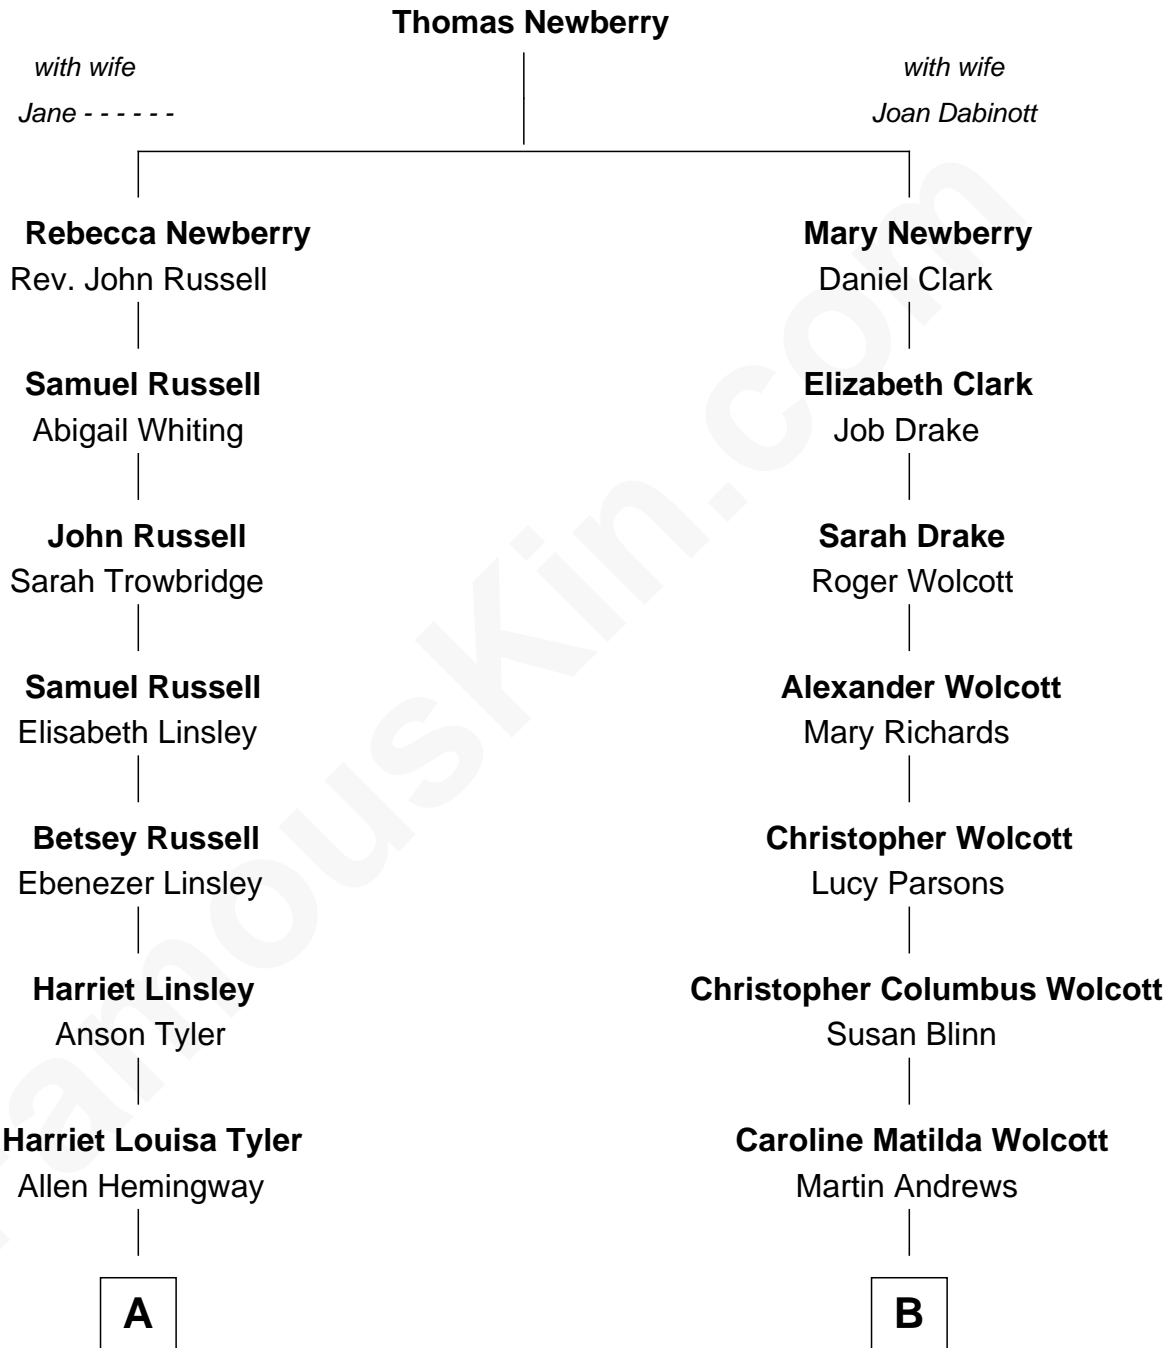 Thomas Newberry
with wife
Jane - - - - - -
with wife
Joan Dabinott
Rebecca Newberry
Rev. John Russell
Mary Newberry
Daniel Clark
Samuel Russell
Abigail Whiting
Elizabeth Clark
Job Drake
John Russell
Sarah Trowbridge
Sarah Drake
Roger Wolcott
Samuel Russell
Elisabeth Linsley
Alexander Wolcott
Mary Richards
Betsey Russell
Ebenezer Linsley
Christopher Wolcott
Lucy Parsons
Harriet Linsley
Anson Tyler
Christopher Columbus Wolcott
Susan Blinn
Harriet Louisa Tyler
Allen Hemingway
Caroline Matilda Wolcott
Martin Andrews
A
B
FamousKin.com